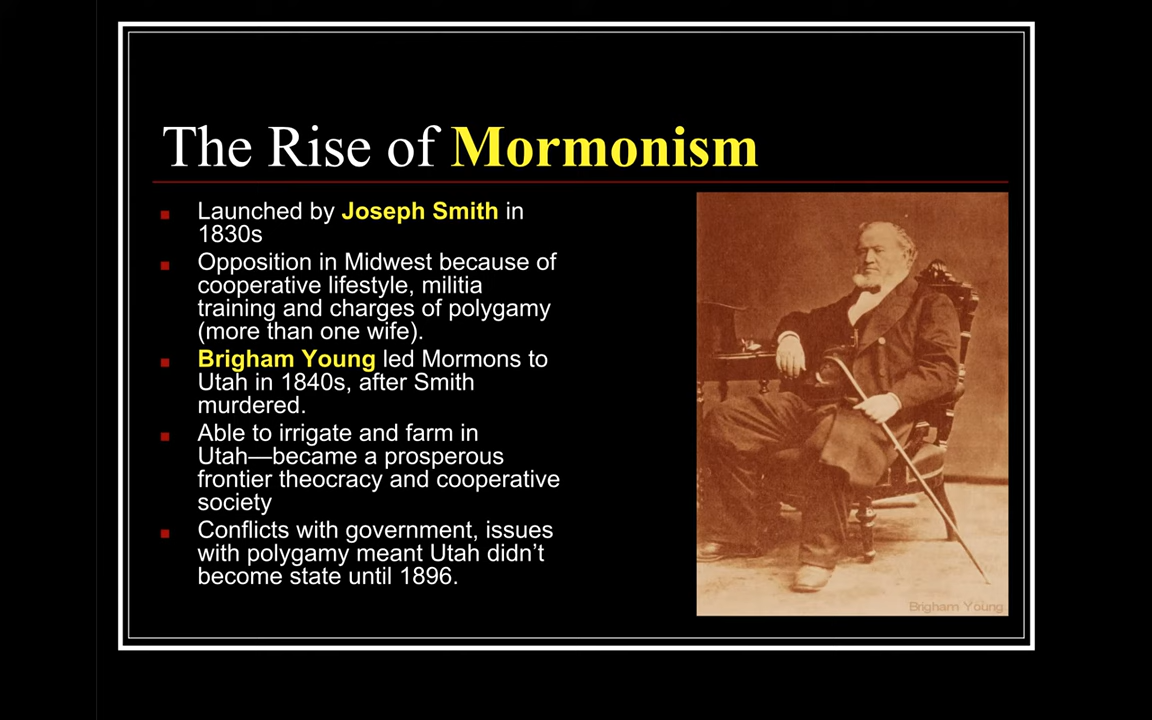 The Rise of Mormonism
Launched by Joseph Smith in
1830s
Opposition in Midwest because of
cooperative lifestyle, militia
training and charges of polygamy
(more than one wife).
Brigham Young led Mormons to
Utah in 1840s, after Smith
murdered.
Able to irrigate and farm in
Utah—became a prosperous
frontier theocracy and cooperative
society
Conflicts with government, issues
with polygamy meant Utah didn’t
become state until 1896.
Brigham Young